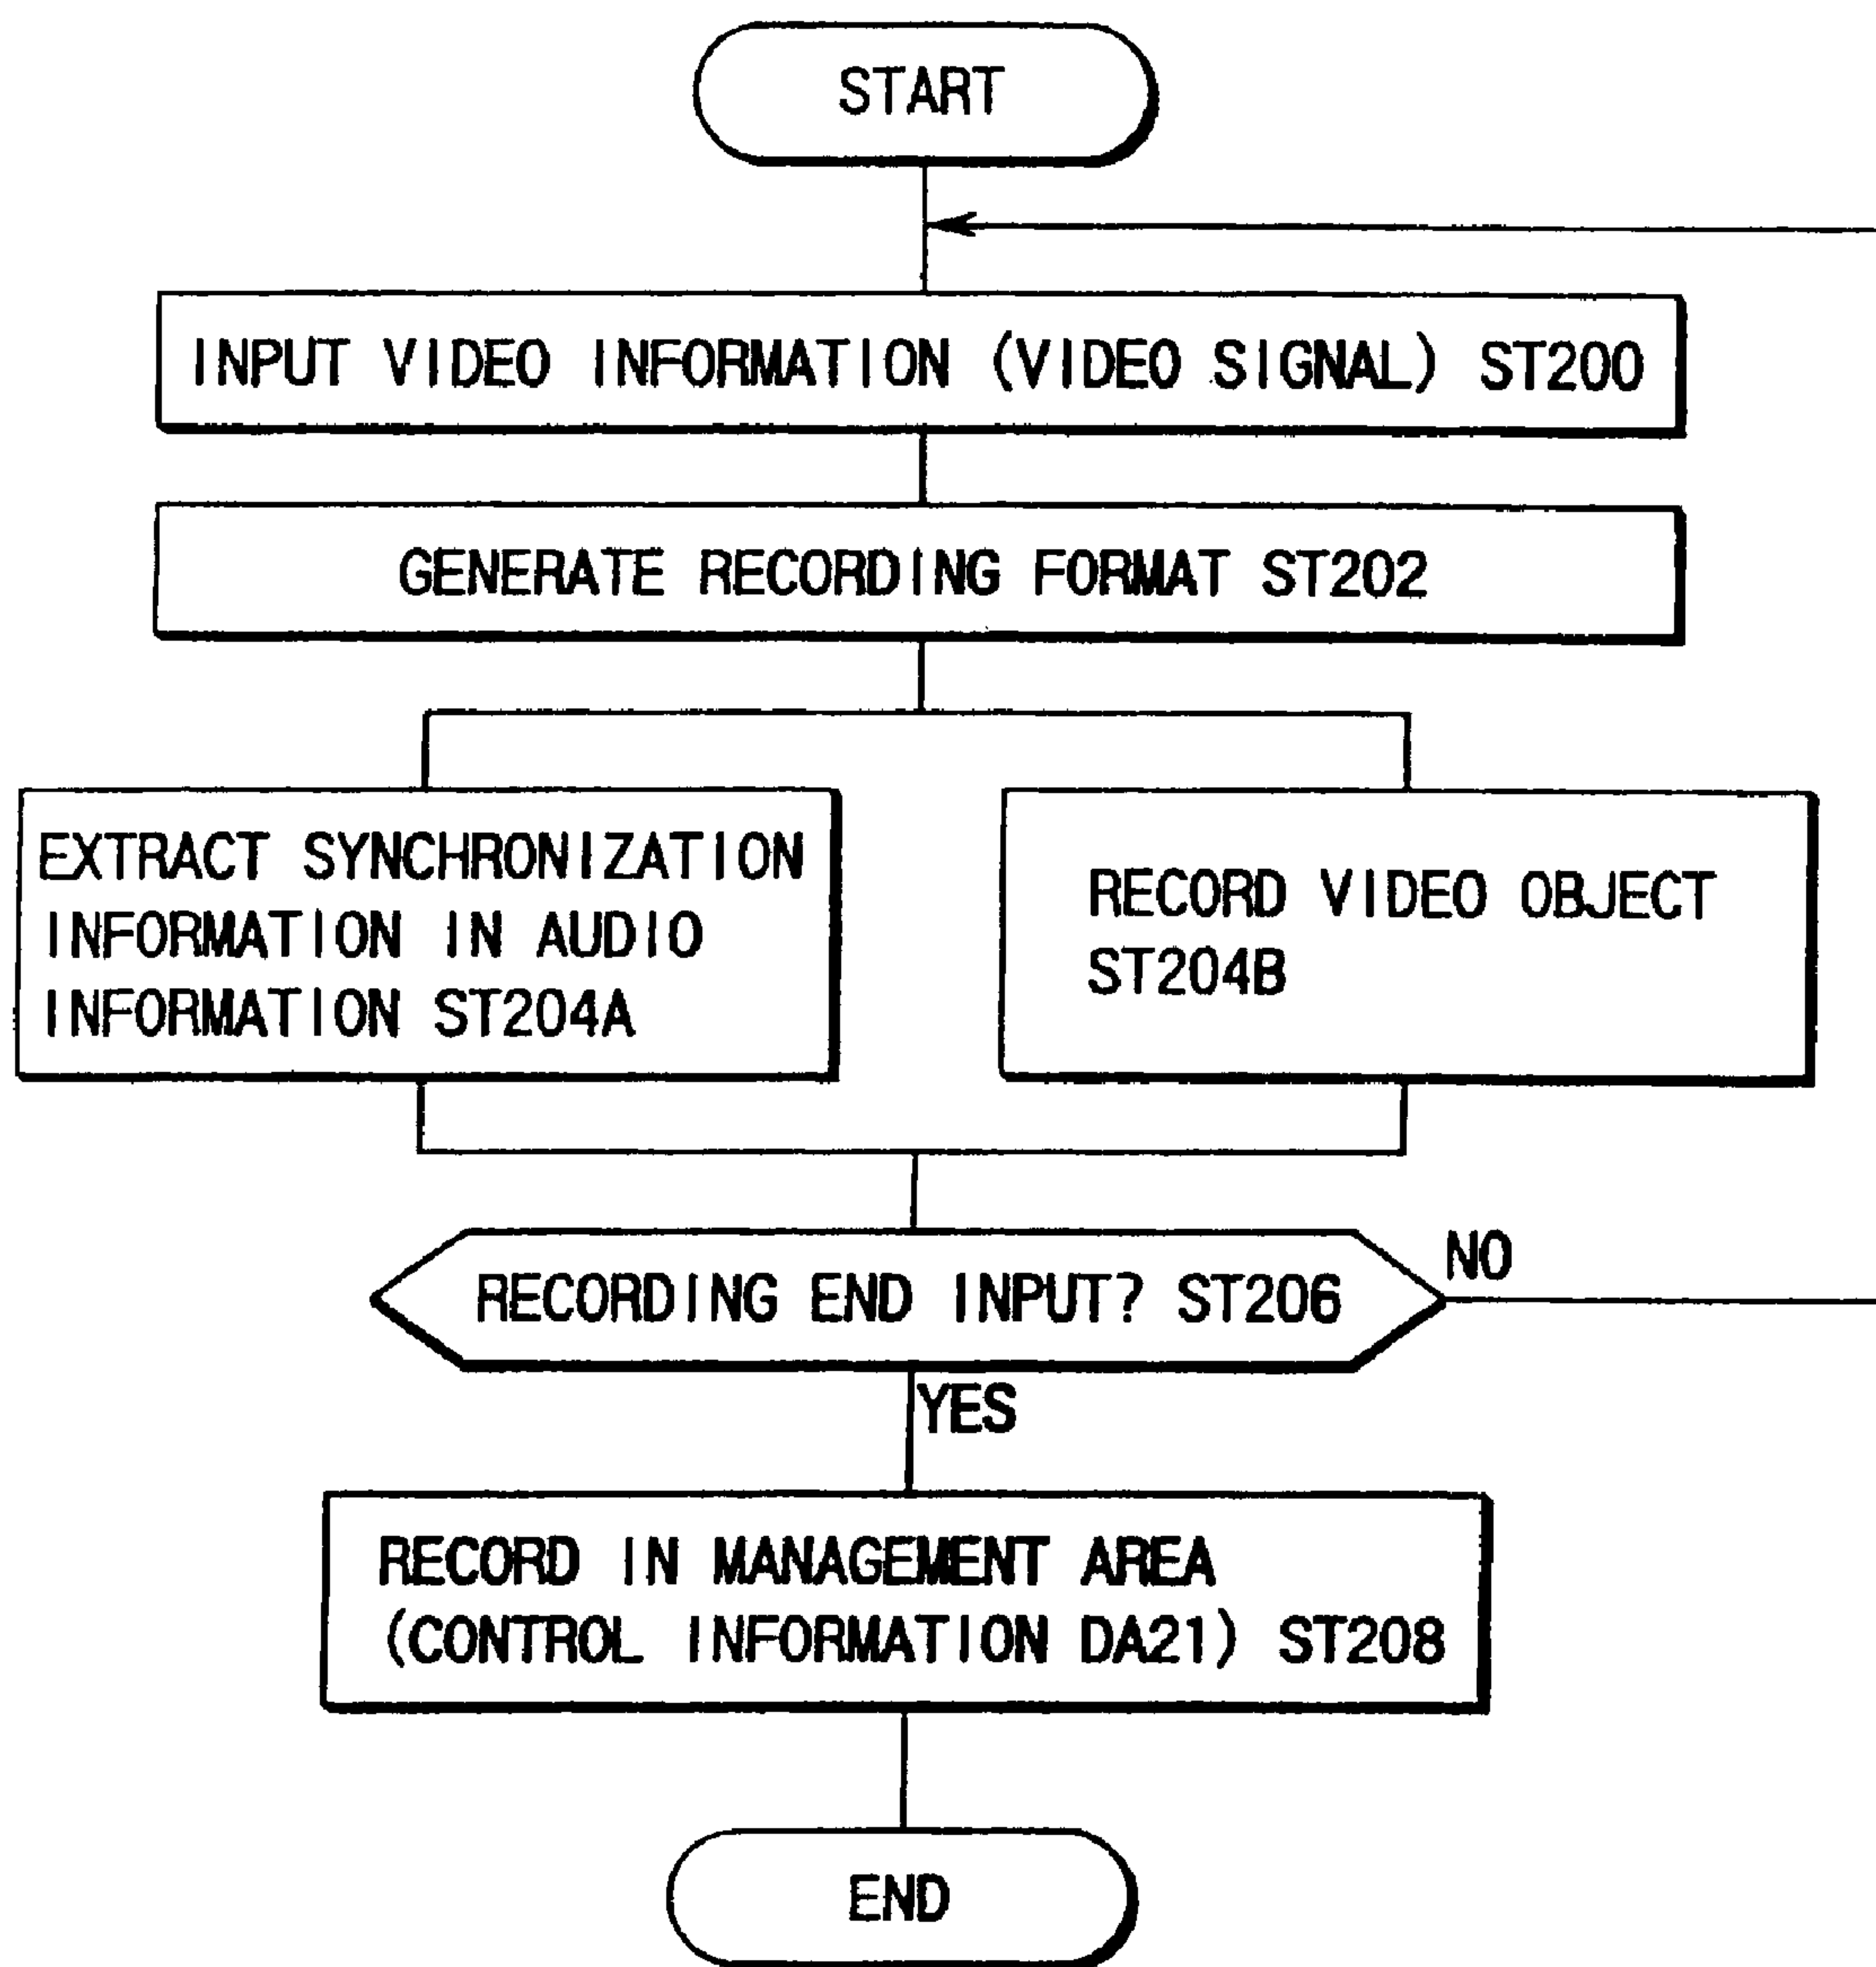 START
INPUT VIDEO INFORMATION (VIDEO SIGNAL) ST200
GENERATE RECORDING FORMAT ST202
EXTRACT SYNCHRONIZATION
INFORMATION IN AUDIO
INFORMATION ST204A
RECORD VIDEO OBJECT
ST204B
RECORDING END INPUT? ST206
NO
YES
RECORD IN MANAGEMENT AREA
(CONTROL INFORMATION DA21) ST208
END